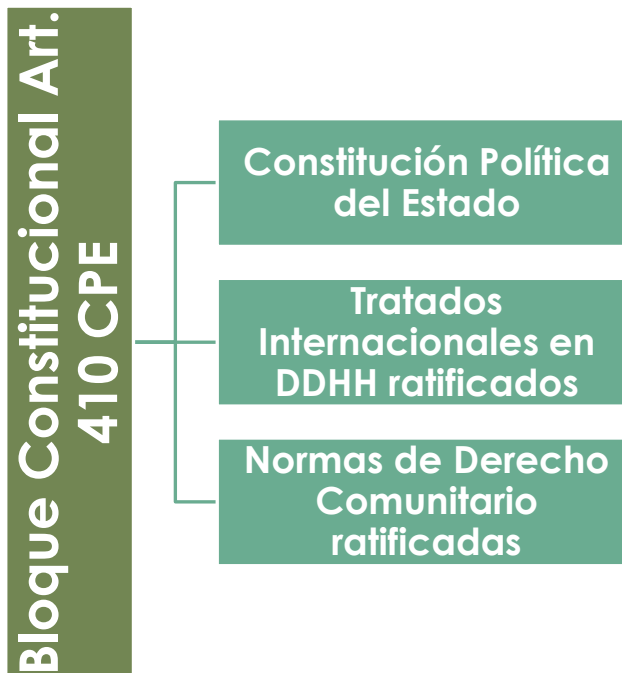 Bloque Constitucional Art.
410 CPE
Constitución Política
del Estado
Tratados
Internacionales en
DDHH ratificados
Normas de Derecho
Comunitario
ratificadas